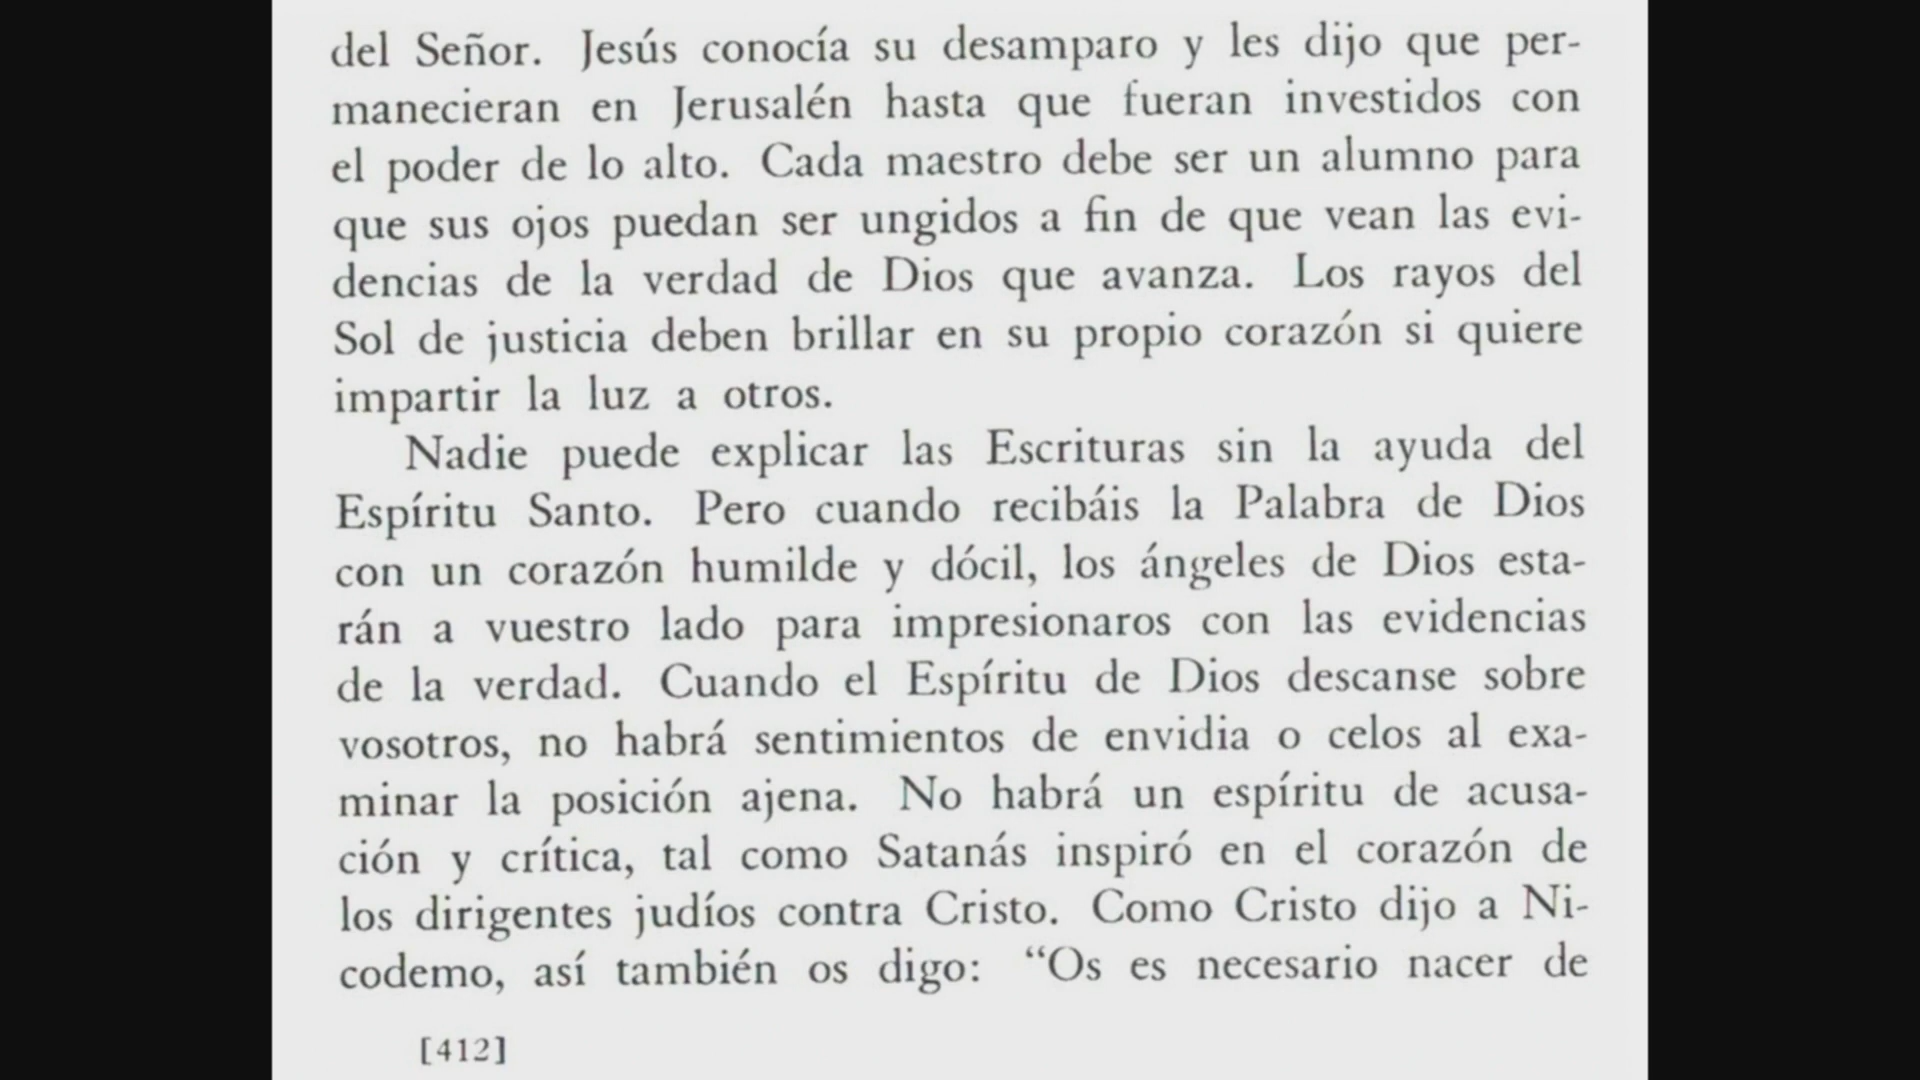 del Señor. Jesús conocía su desamparo y les dijo que per-
manecieran en Jerusalén hasta que fueran investidos con
el poder de lo alto. Cada maestro debe ser un alumno para
que sus ojos puedan ser ungidos a fin de que vean las evi-
dencias de la verdad de Dios que avanza. Los rayos del
Sol de justicia deben brillar en su propio corazón si quiere
impartir la luz a otros.
Nadie puede explicar las Escrituras sin la ayuda del
Espíritu Santo. Pero cuando recibáis la Palabra de Dios
con un corazón humilde y dócil, los ángeles de Dios esta-
rán a vuestro lado para impresionaros con las evidencias
de la verdad. Cuando el Espíritu de Dios descanse sobre
vosotros, no habrá sentimientos de envidia o celos al exa-
minar la posición ajena. No habrá un espíritu de acusa-
ción y crítica, tal como Satanás inspiró en el corazón de
los dirigentes judíos contra Cristo. Como Cristo dijo a Ni-
codemo, así también os digo: “Os es necesario nacer de
[412]